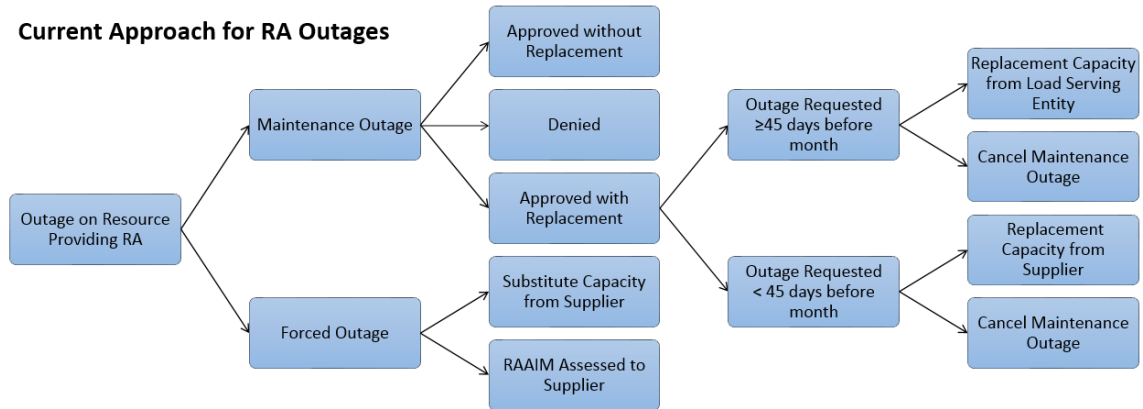 Current Approach for RA Outages
Outage on Resource
Providing RA
Maintenance Outage
Forced Outage
Approved without
Replacement
Denied
Approved with
Replacement
Substitute Capacity
from Supplier
RAAIM Assessed to
Supplier
Outage Requested
≥45 days before
month
Outage Requested
< 45 days before
month
Replacement Capacity
from Load Serving
Entity
Cancel Maintenance
Outage
Replacement
Capacity from
Supplier
Cancel Maintenance
Outage